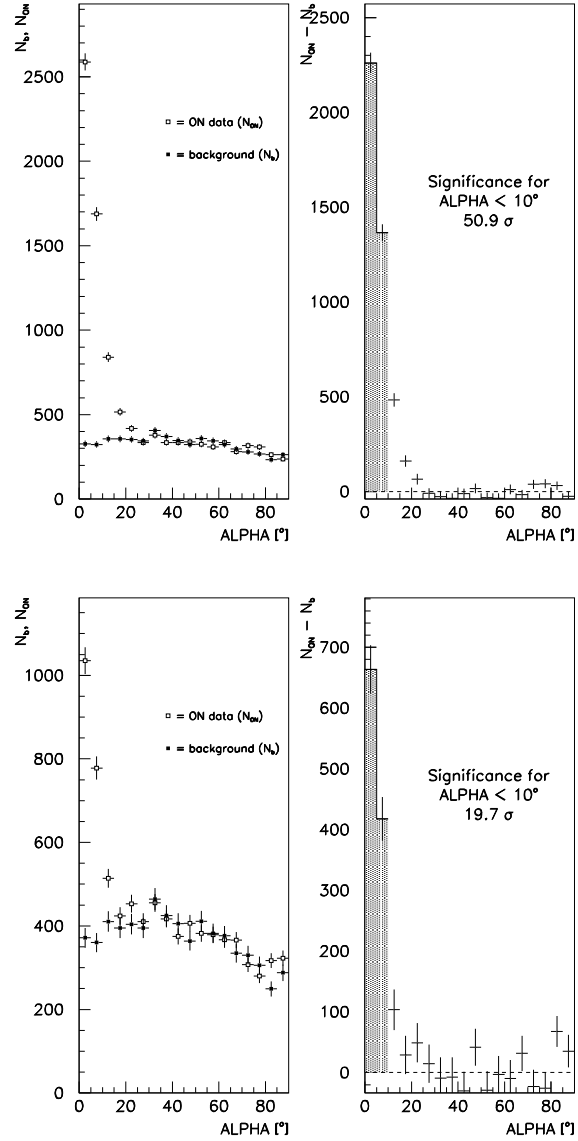 N_b, N_ON
2500
2000
1500
1000
500
0
0 20 40 60 80
ALPHA [°]
□ = ON data (N_ON)
■ = background (N_b)
N_ON − N_b
2500
2000
1500
1000
500
0
0 20 40 60 80
ALPHA [°]
Significance for
ALPHA < 10°
50.9 σ
N_b, N_ON
1000
800
600
400
200
0
0 20 40 60 80
ALPHA [°]
□ = ON data (N_ON)
■ = background (N_b)
N_ON − N_b
700
600
500
400
300
200
100
0
0 20 40 60 80
ALPHA [°]
Significance for
ALPHA < 10°
19.7 σ